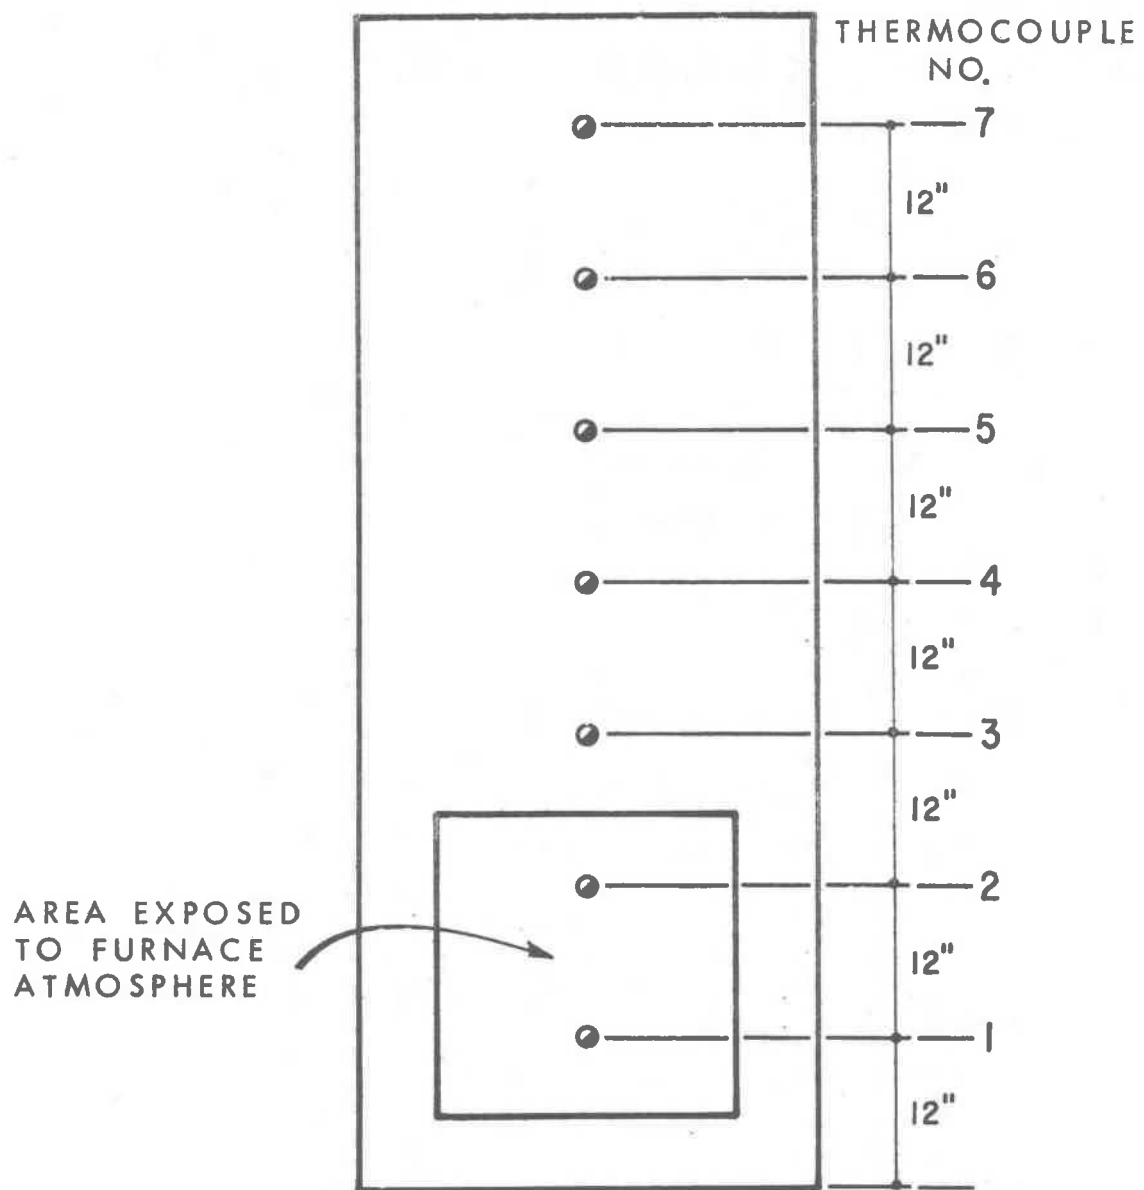 THERMOCOUPLE
NO.
7
12"
6
12"
5
12"
4
12"
3
12"
2
AREA EXPOSED
TO FURNACE
ATMOSPHERE
12"
1
12"